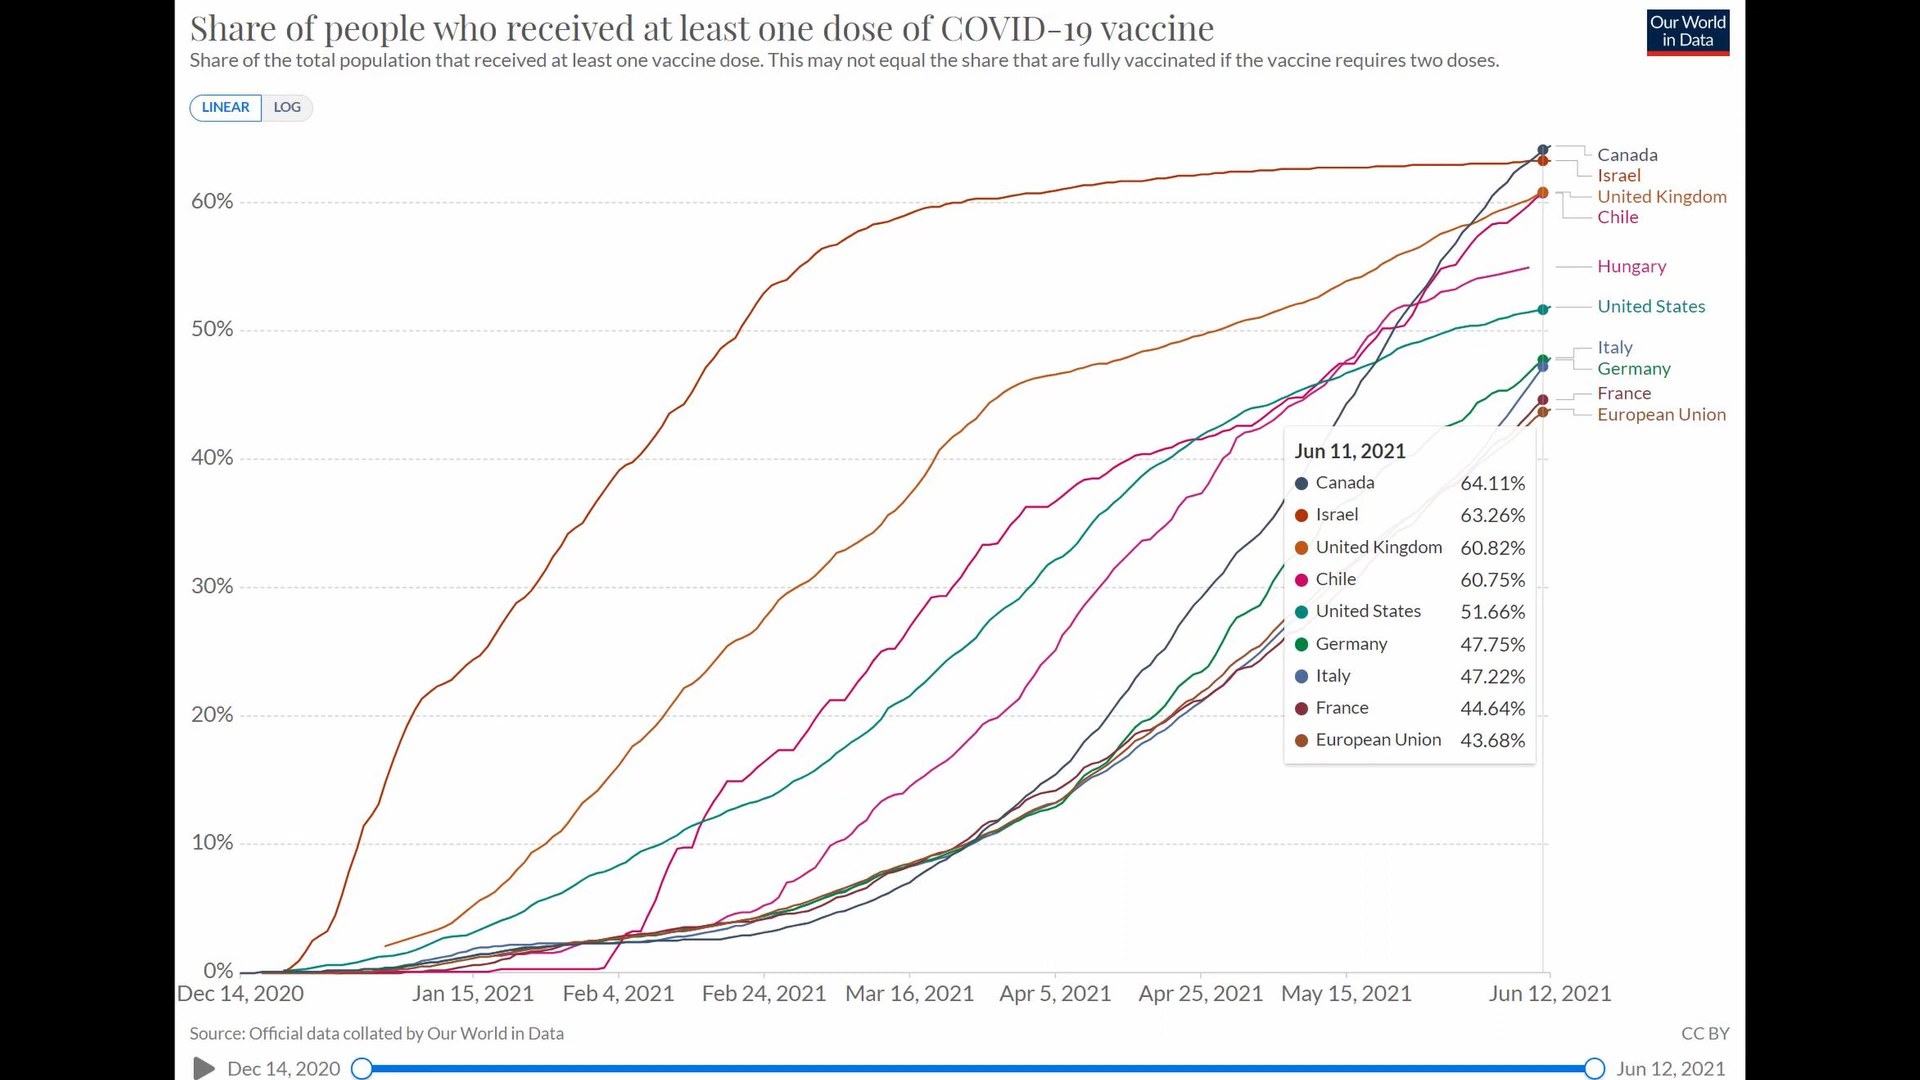 Share of people who received at least one dose of COVID-19 vaccine
Our World
in Data
Share of the total population that received at least one vaccine dose. This may not equal the share that are fully vaccinated if the vaccine requires two doses.
LINEAR LOG
Canada
Israel
60%
United Kingdom
Chile
Hungary
United States
50%
Italy
Germany
France
European Union
40%
Jun 11, 2021
Canada 64.11%
Israel 63.26%
United Kingdom 60.82%
Chile 60.75%
30%
United States 51.66%
Germany 47.75%
Italy 47.22%
France 44.64%
20%
European Union 43.68%
10%
0%
Dec 14, 2020 Jan 15, 2021 Feb 4, 2021 Feb 24, 2021 Mar 16, 2021 Apr 5, 2021 Apr 25, 2021 May 15, 2021 Jun 12, 2021
Source: Official data collated by Our World in Data CC BY
Dec 14, 2020 Jun 12, 2021